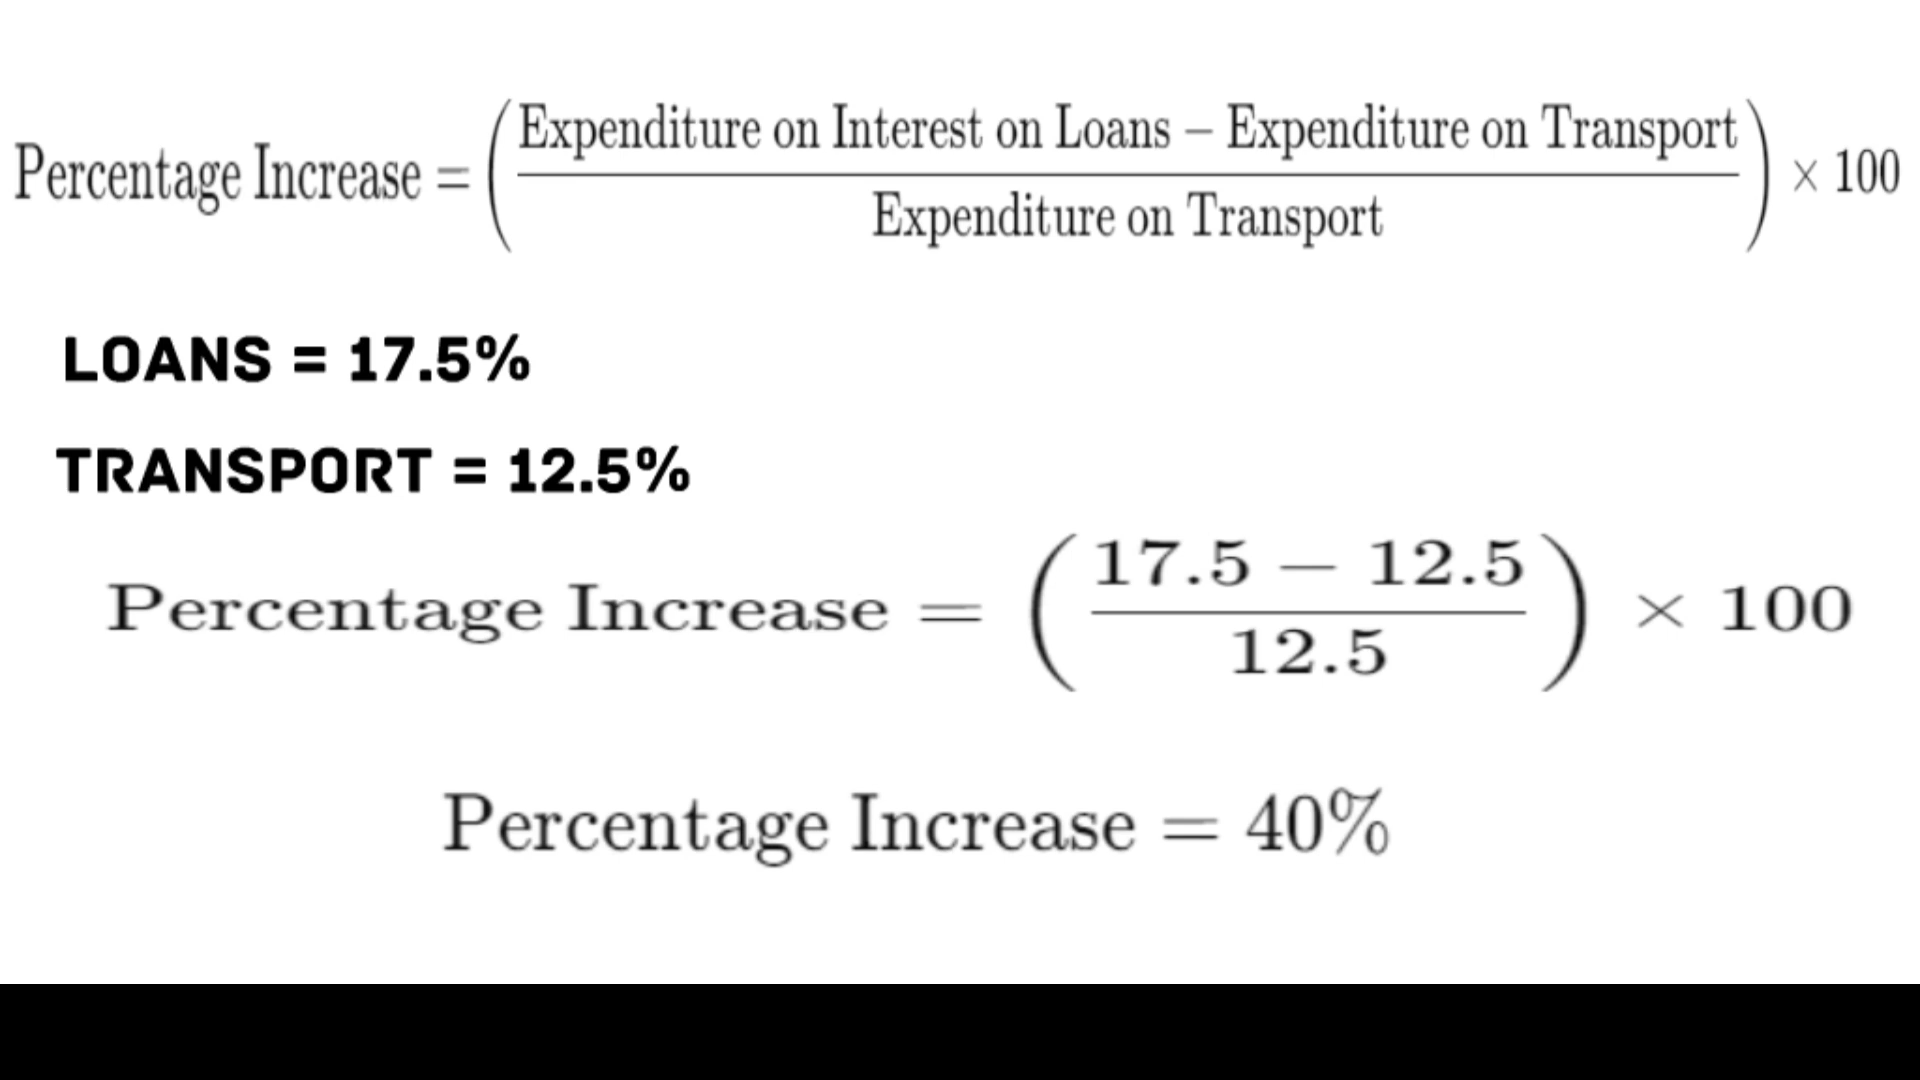 Percentage Increase = (Expenditure on Interest on Loans − Expenditure on Transport / Expenditure on Transport) × 100
LOANS = 17.5%
TRANSPORT = 12.5%
Percentage Increase = (17.5 − 12.5 / 12.5) × 100
Percentage Increase = 40%